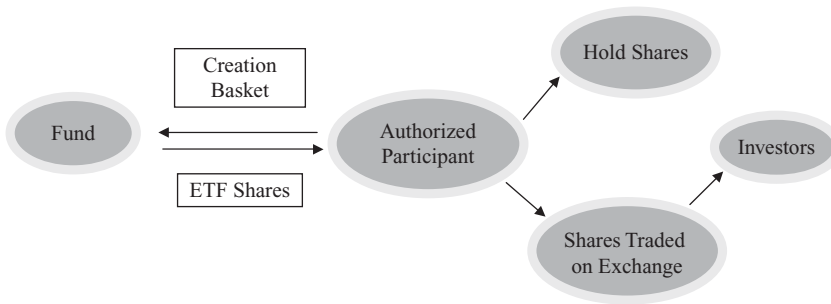 Creation
Basket
Hold Shares
Fund
Authorized
Participant
Investors
ETF Shares
Shares Traded
on Exchange